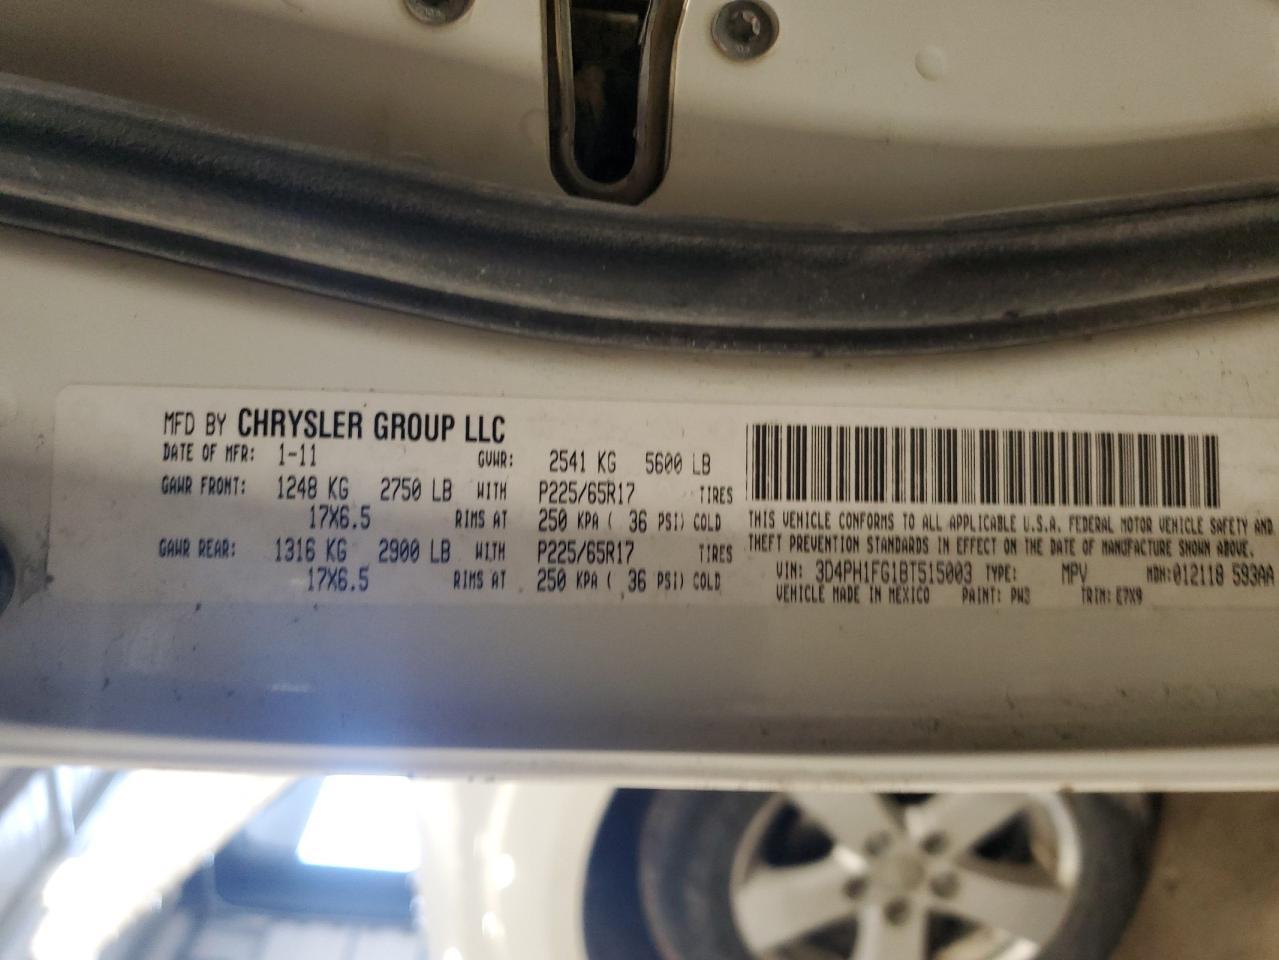 MFD BY CHRYSLER GROUP LLC
DATE OF MFR: 1-11 GVWR: 2541 KG 5600 LB
GAWR FRONT: 1248 KG 2750 LB WITH P225/65R17 TIRES
17X6.5 RIMS AT 250 KPA ( 36 PSI) COLD
GAWR REAR: 1316 KG 2900 LB WITH P225/65R17 TIRES
17X6.5 RIMS AT 250 KPA ( 36 PSI) COLD
THIS VEHICLE CONFORMS TO ALL APPLICABLE U.S.A. FEDERAL MOTOR VEHICLE SAFETY AND
THEFT PREVENTION STANDARDS IN EFFECT ON THE DATE OF MANUFACTURE SHOWN ABOVE.
VIN: 3D4PH1FG1BT515003 TYPE: MPV MDH:012118 593AA
VEHICLE MADE IN MEXICO PAINT: PW3 TRIM: E7X9